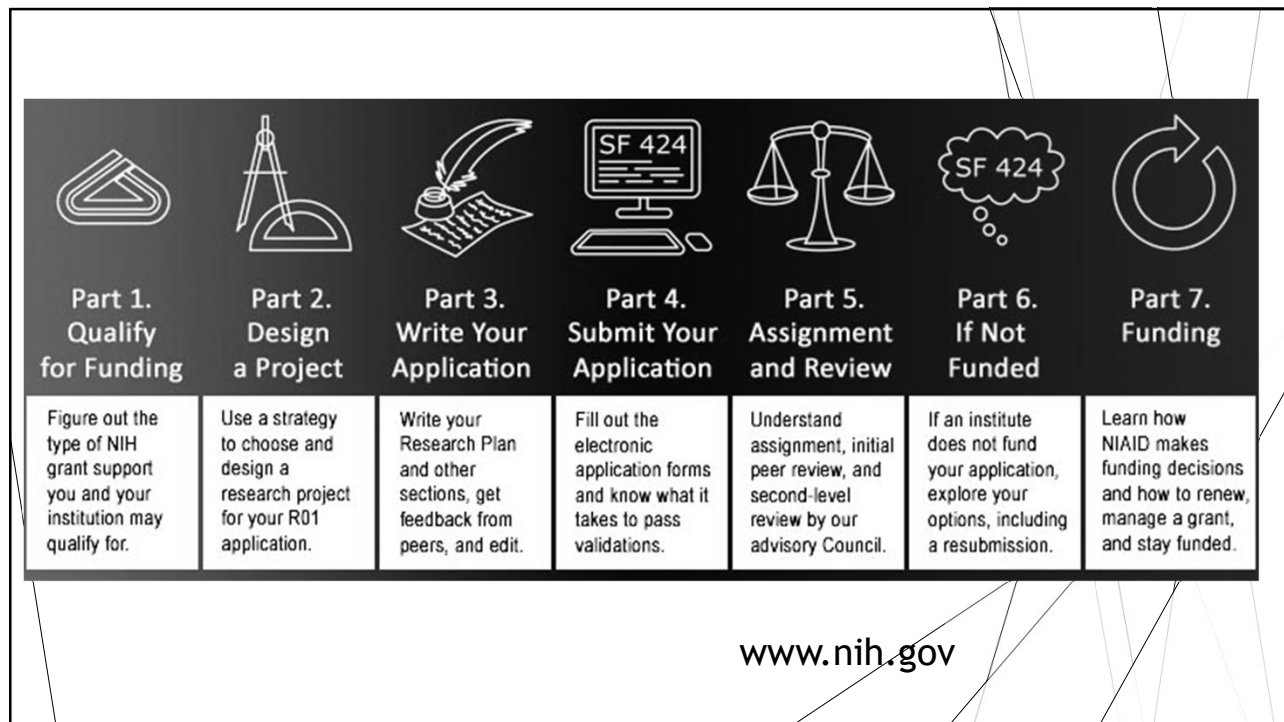 SF 424
SF 424
Part 1.
Qualify
for Funding
Part 2.
Design
a Project
Part 3.
Write Your
Application
Part 4.
Submit Your
Application
Part 5.
Assignment
and Review
Part 6.
If Not
Funded
Part 7.
Funding
Figure out the
type of NIH
grant support
you and your
institution may
qualify for.
Use a strategy
to choose and
design a
research project
for your R01
application.
Write your
Research Plan
and other
sections, get
feedback from
peers, and edit.
Fill out the
electronic
application forms
and know what it
takes to pass
validations.
Understand
assignment, initial
peer review, and
second-level
review by our
advisory Council.
If an institute
does not fund
your application,
explore your
options, including
a resubmission.
Learn how
NIAID makes
funding decisions
and how to renew,
manage a grant,
and stay funded.
www.nih.gov